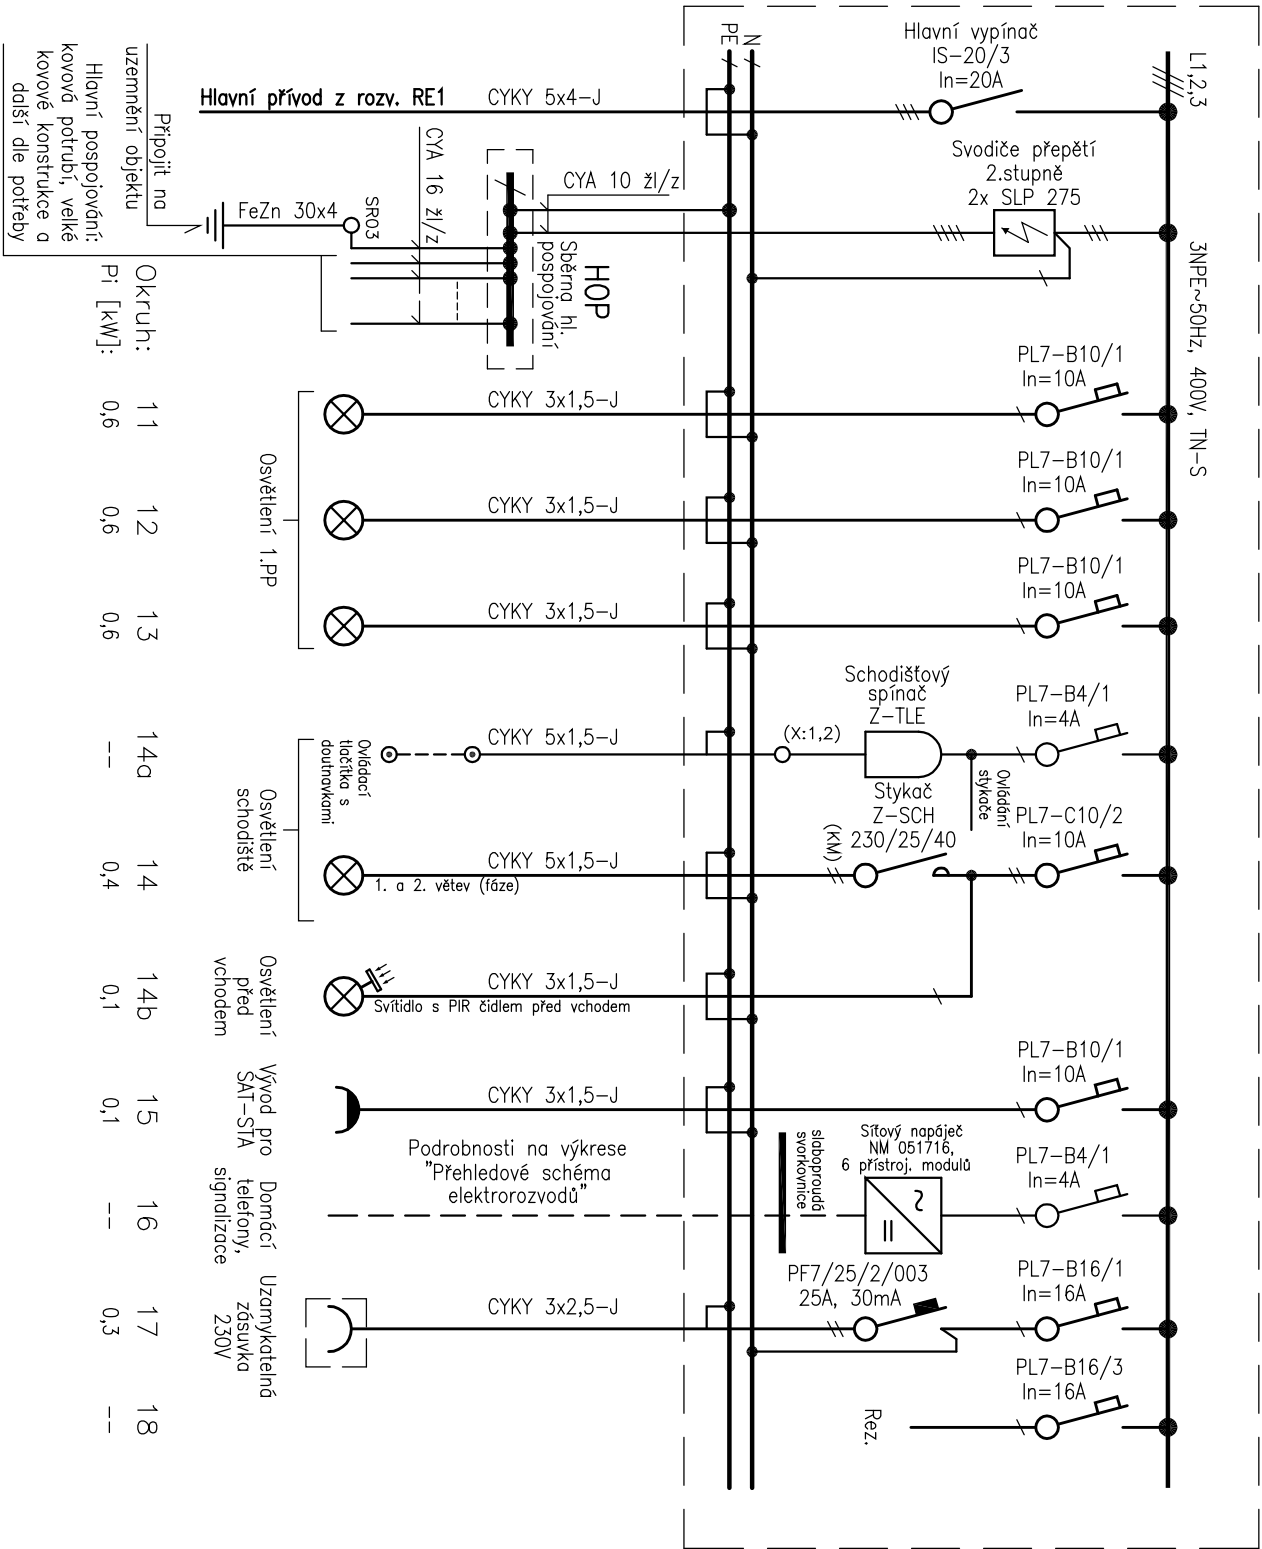 L1,2,3
3NPE~50Hz, 400V, TN-S
N
PE
Hlavní vypínač
IS-20/3
In=20A
Hlavní přívod z rozv. RE1
CYKY 5x4-J
Svodiče přepětí
2.stupně
2x SLP 275
CYA 10 žl/z
CYA 16 žl/z
HOP
Sběrna hl.
pospojování
SR03
FeZn 30x4
Připojit na
uzemnění objektu
Hlavní pospojování:
kovová potrubí, velké
kovové konstrukce a
další dle potřeby
Okruh:
Pi [kW]:
PL7-B10/1
In=10A
CYKY 3x1,5-J
11
0,6
PL7-B10/1
In=10A
CYKY 3x1,5-J
Osvětlení 1.PP
12
0,6
PL7-B10/1
In=10A
CYKY 3x1,5-J
13
0,6
PL7-B4/1
In=4A
Schodišťový
spínač
Z-TLE
(X:1,2)
CYKY 5x1,5-J
Ovládací
tlačítka s
doutnavkami
14a
--
Ovládání
stykače
PL7-C10/2
In=10A
Stykač
Z-SCH
230/25/40
(KM)
CYKY 5x1,5-J
1. a 2. větev (fáze)
Osvětlení
schodiště
14
0,4
CYKY 3x1,5-J
Svítidlo s PIR čidlem před vchodem
Osvětlení
před
vchodem
14b
0,1
PL7-B10/1
In=10A
CYKY 3x1,5-J
Vývod pro
SAT-STA
15
0,1
PL7-B4/1
In=4A
Síťový napáječ
NM 051716,
6 přístroj. modulů
slaboproudá
svorkovnice
Podrobnosti na výkrese
"Přehledové schéma
elektrorozvodů"
Domácí
telefony,
signalizace
16
--
PL7-B16/1
In=16A
PF7/25/2/003
25A, 30mA
CYKY 3x2,5-J
Uzamykatelná
zásuvka
230V
17
0,3
PL7-B16/3
In=16A
Rez.
18
--